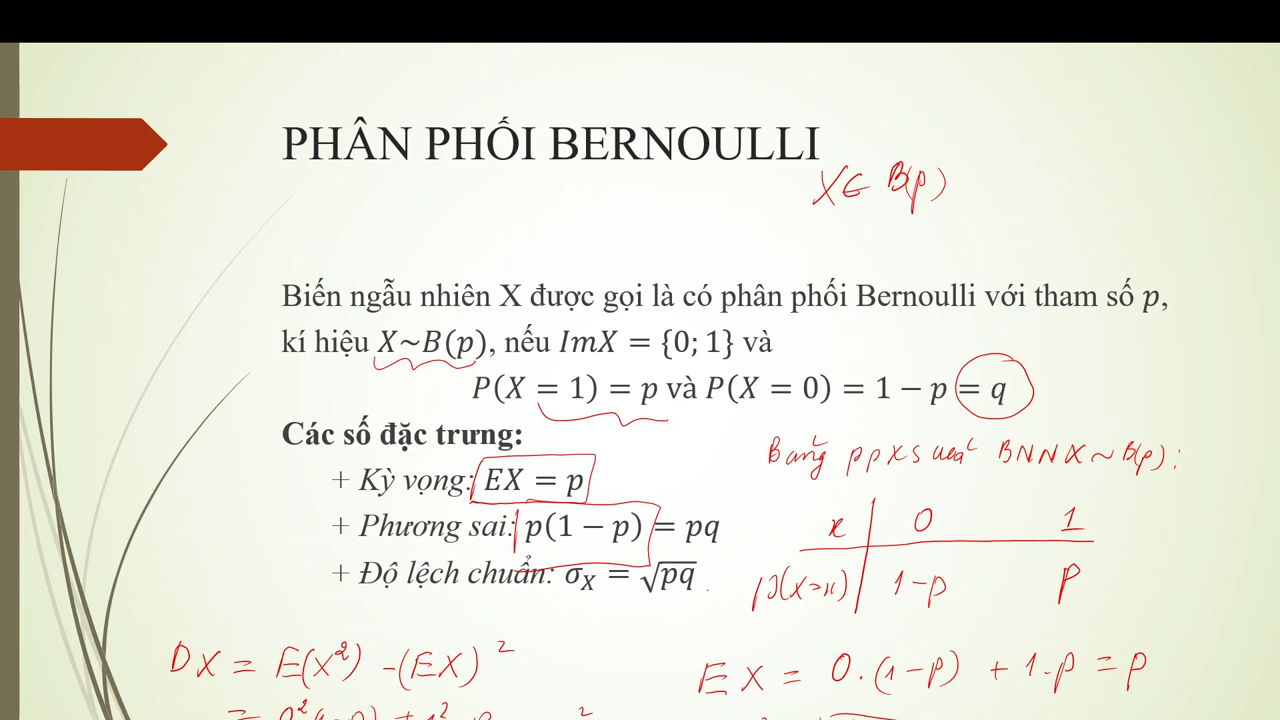 PHÂN PHỐI BERNOULLI
X∈ B(p)
Biến ngẫu nhiên X được gọi là có phân phối Bernoulli với tham số p,
kí hiệu X~B(p), nếu ImX = {0; 1} và
P(X = 1) = p và P(X = 0) = 1 − p = q
Các số đặc trưng:
+ Kỳ vọng: EX = p
+ Phương sai: p(1 − p) = pq
+ Độ lệch chuẩn: σ_X = √pq
Bảng ppXS của BNN X ~ B(p) :
x 0 1
p(X=x) 1-p p
DX = E(X²) - (EX)²
EX = 0.(1-p) + 1.p = p